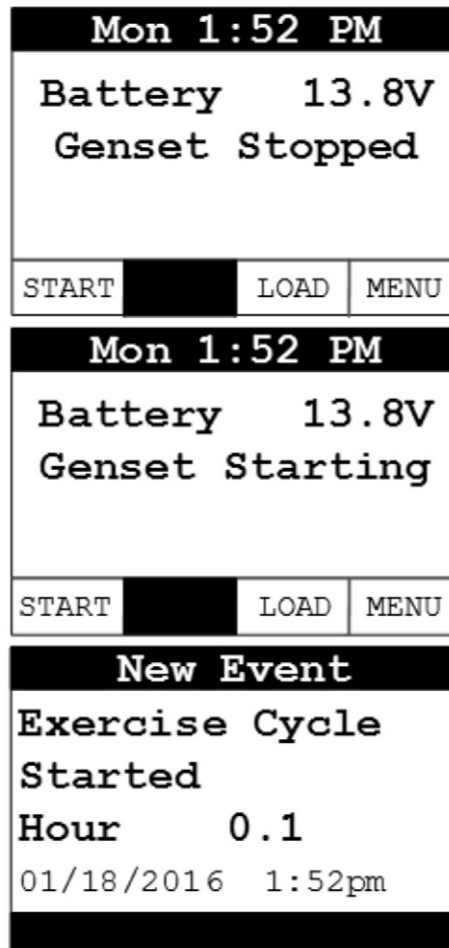 Mon 1:52 PM
Battery 13.8V
Genset Stopped
START LOAD MENU
Mon 1:52 PM
Battery 13.8V
Genset Starting
START LOAD MENU
New Event
Exercise Cycle
Started
Hour 0.1
01/18/2016 1:52pm